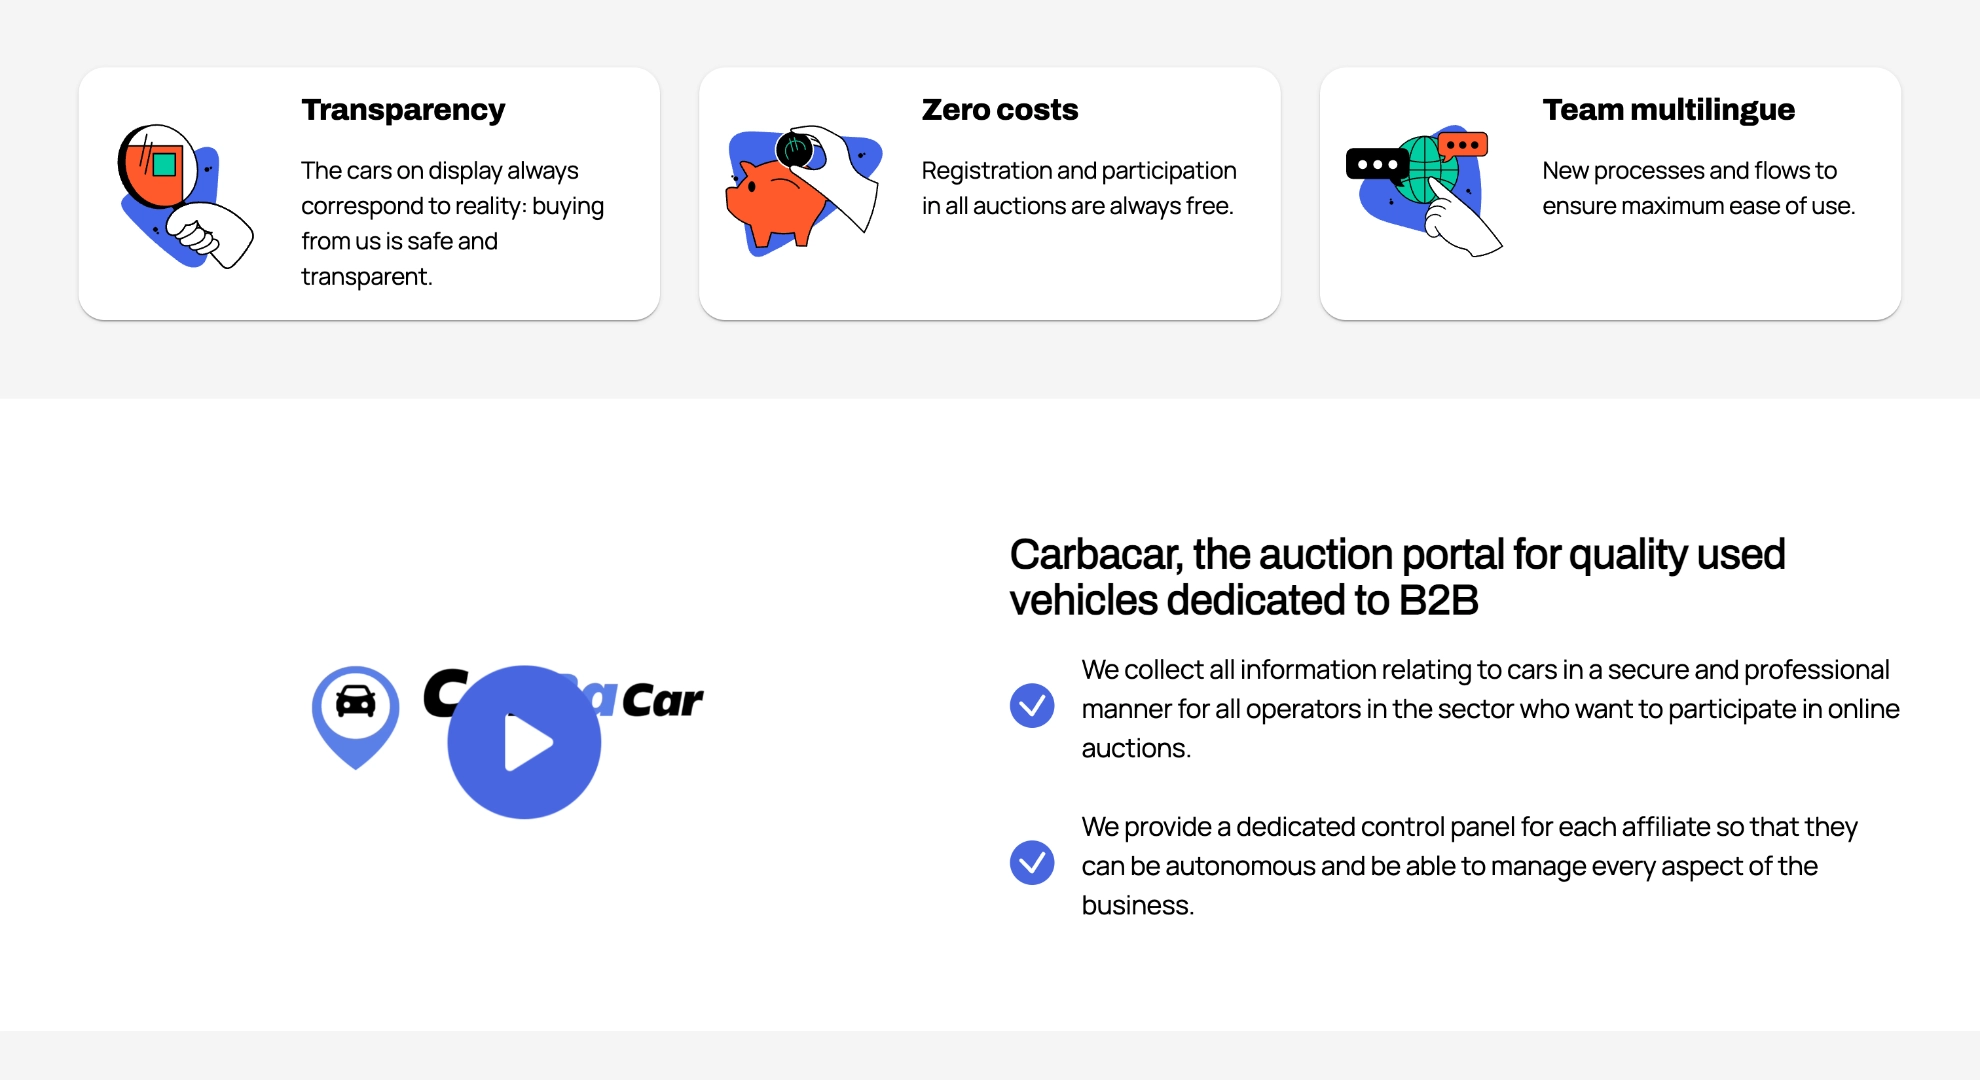 Transparency
The cars on display always
correspond to reality: buying
from us is safe and
transparent.
Zero costs
Registration and participation
in all auctions are always free.
Team multilingue
New processes and flows to
ensure maximum ease of use.
Car
Carbacar, the auction portal for quality used
vehicles dedicated to B2B
We collect all information relating to cars in a secure and professional
manner for all operators in the sector who want to participate in online
auctions.
We provide a dedicated control panel for each affiliate so that they
can be autonomous and be able to manage every aspect of the
business.